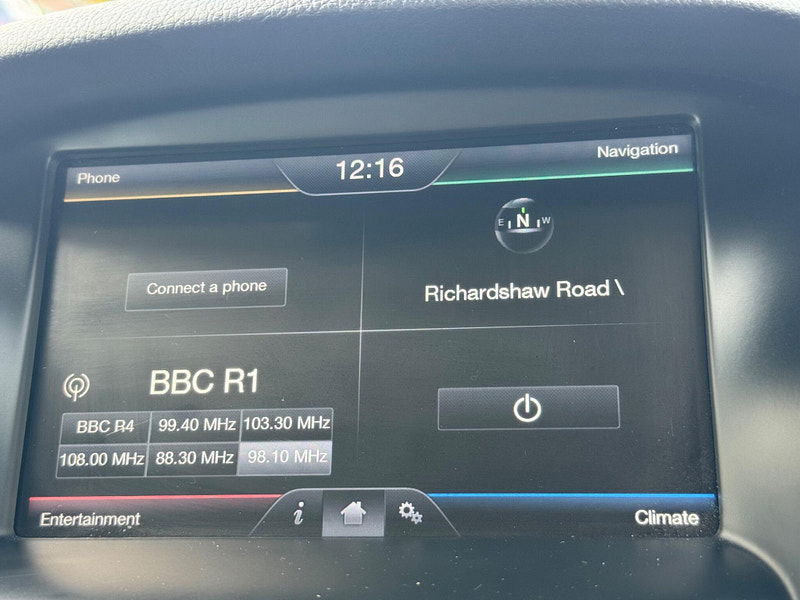 Phone
12:16
Navigation
E N W
Connect a phone
Richardshaw Road \
BBC R1
BBC R4 99.40 MHz 103.30 MHz
108.00 MHz 88.30 MHz 98.10 MHz
Entertainment
i
Climate